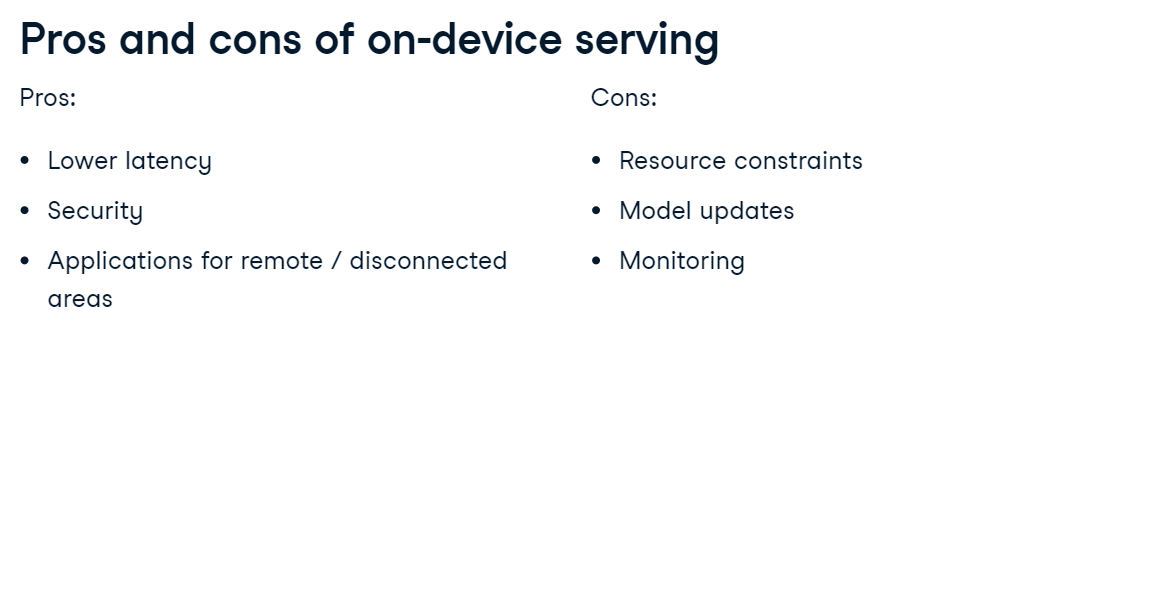 Pros and cons of on-device serving
Pros:
• Lower latency
• Security
• Applications for remote / disconnected
areas
Cons:
• Resource constraints
• Model updates
• Monitoring